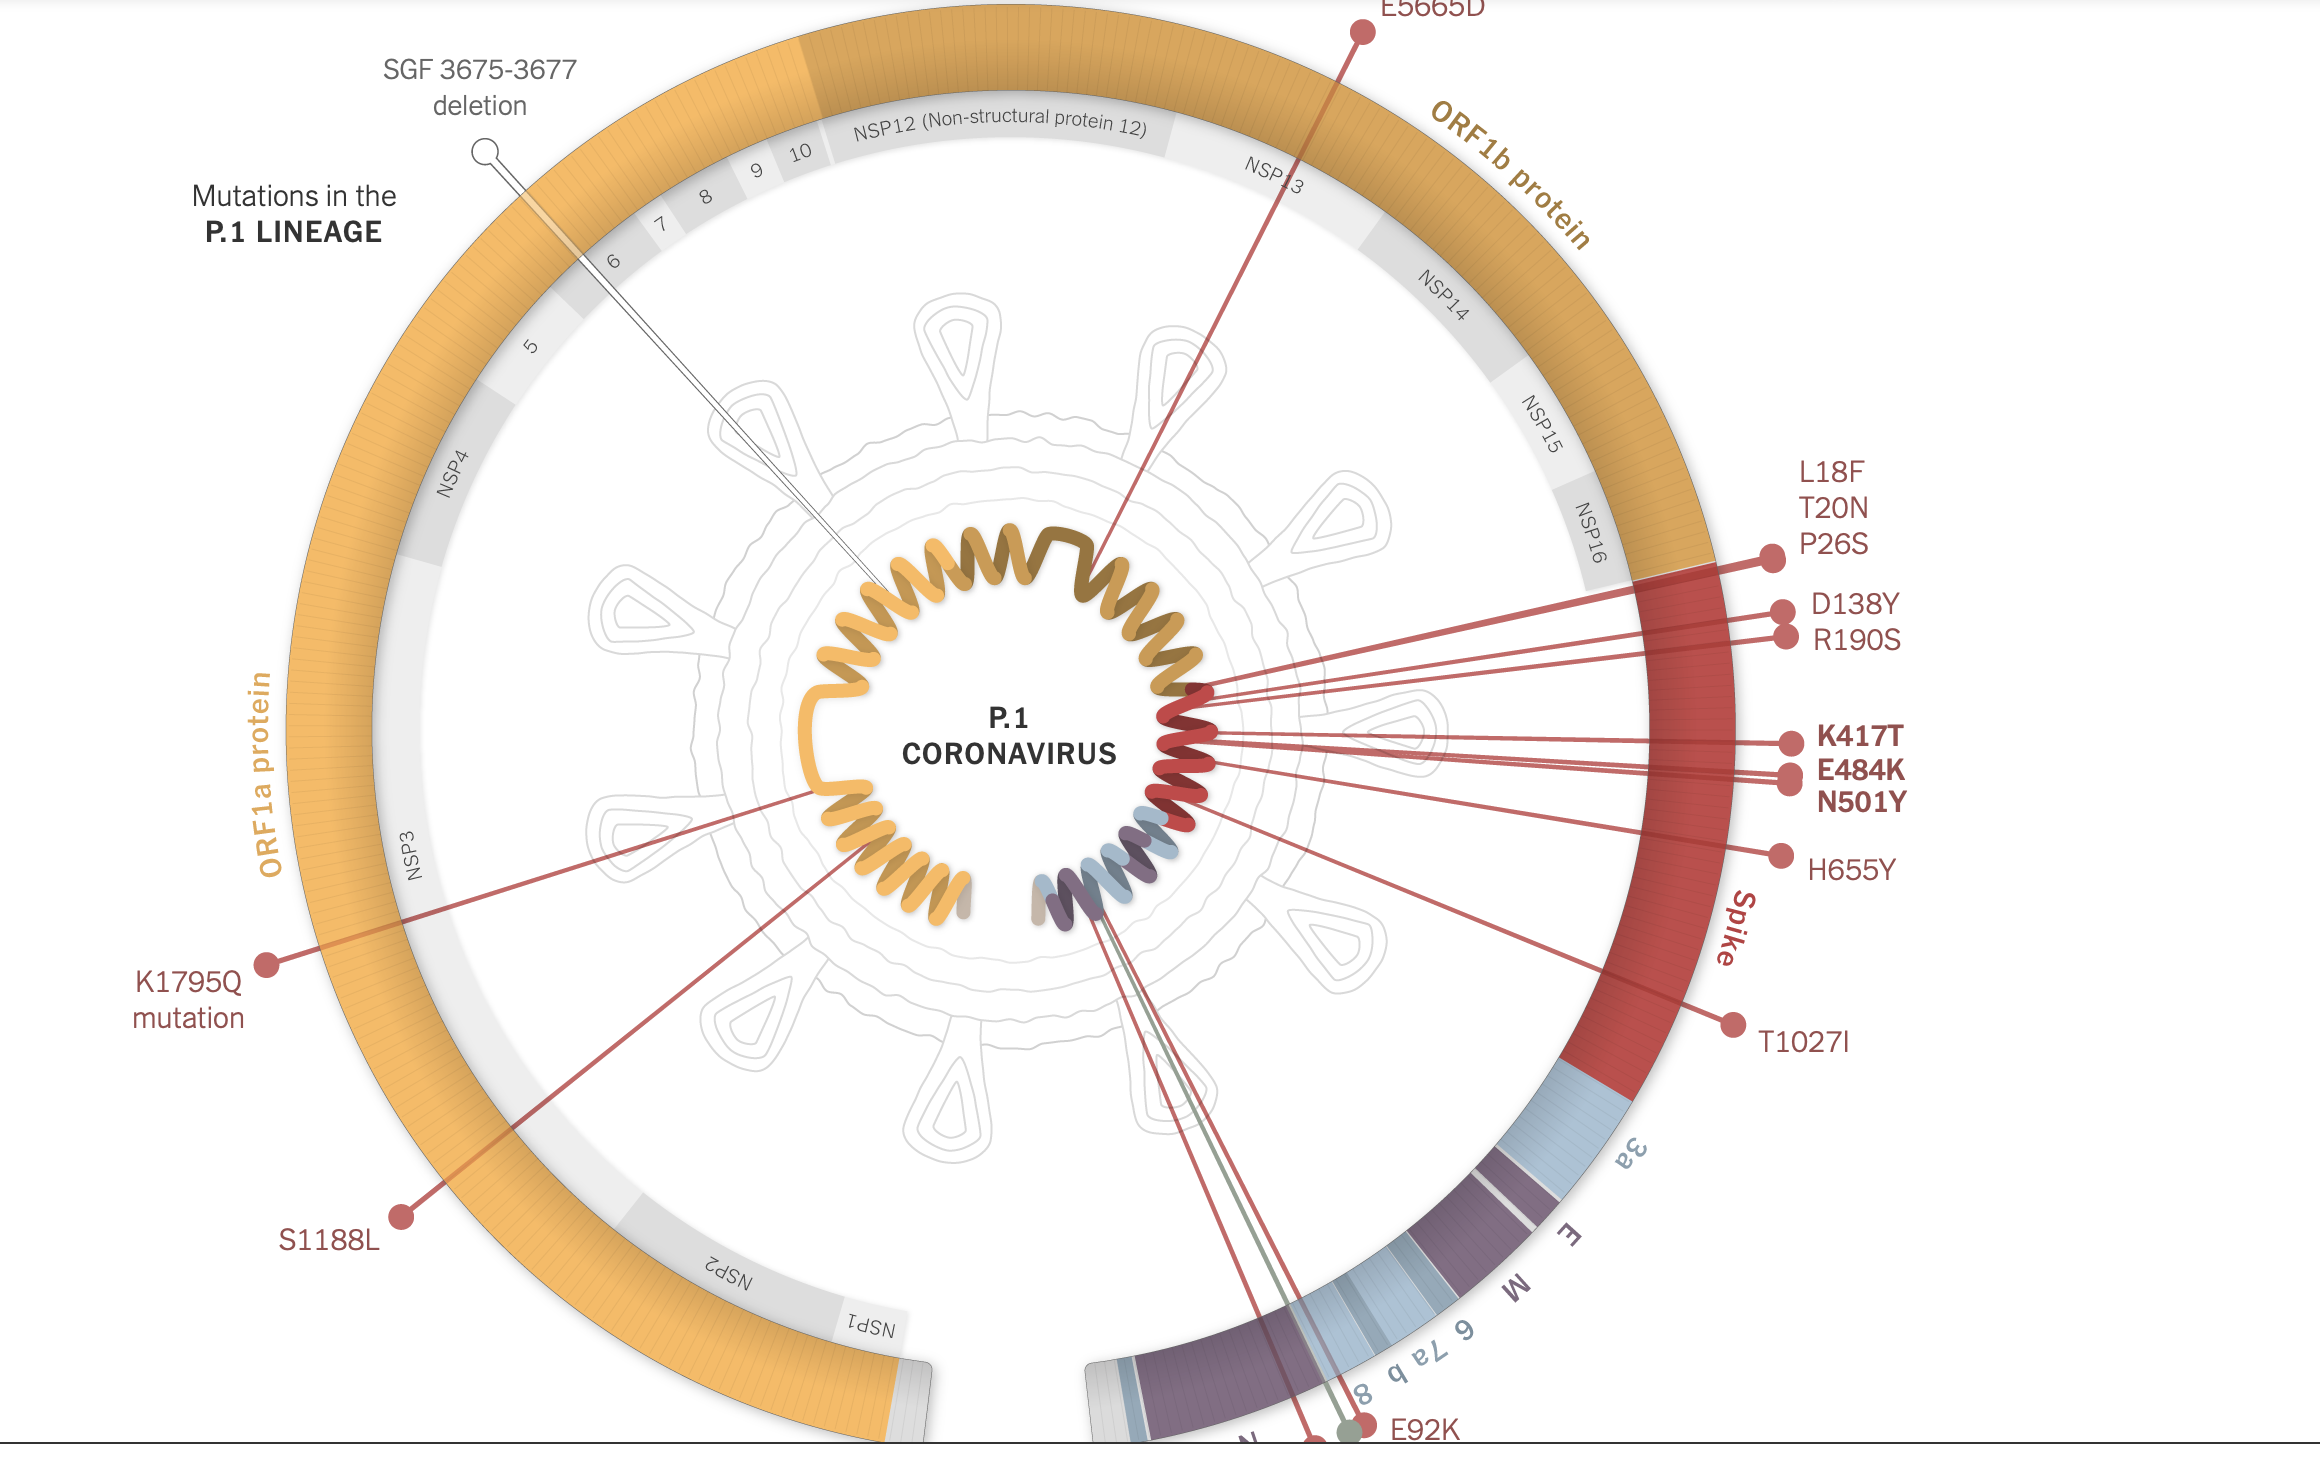 E5665D
SGF 3675-3677
deletion
Mutations in the
P.1 LINEAGE
ORF1b protein
NSP12 (Non-structural protein 12)
NSP13
NSP14
NSP15
NSP16
10
9
8
7
6
5
NSP4
NSP3
NSP2
NSP1
ORF1a protein
L18F
T20N
P26S
D138Y
R190S
K417T
E484K
N501Y
H655Y
Spike
T1027I
P.1
CORONAVIRUS
K1795Q
mutation
S1188L
3a
E
M
6
7a
b
8
E92K
N